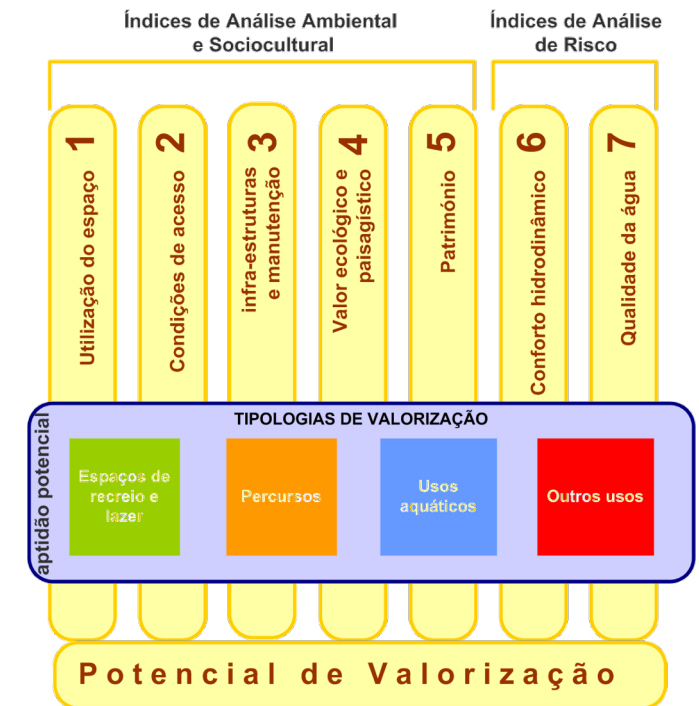 Índices de Análise Ambiental
e Sociocultural
Índices de Análise
de Risco
1
Utilização do espaço
2
Condições de acesso
3
infra-estruturas
e manutenção
4
Valor ecológico e
paisagístico
5
Património
6
Conforto hidrodinâmico
7
Qualidade da água
aptidão potencial
TIPOLOGIAS DE VALORIZAÇÃO
Espaços de
recreio e
lazer
Percursos
Usos
aquáticos
Outros usos
Potencial de Valorização